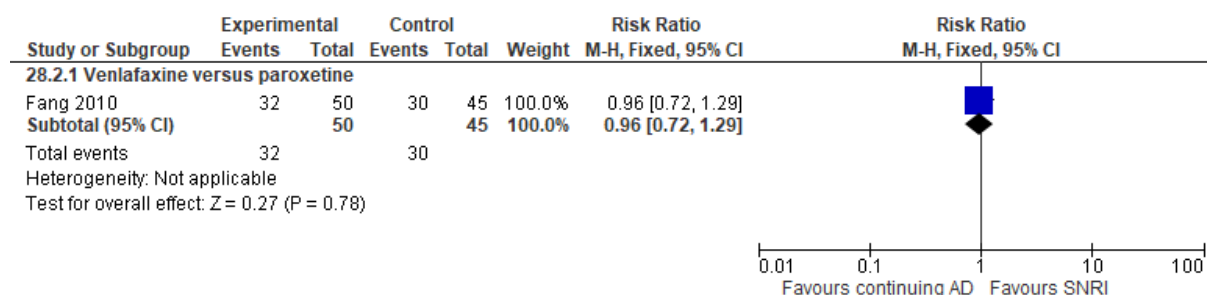 Experimental Control Risk Ratio Risk Ratio
Study or Subgroup Events Total Events Total Weight M-H, Fixed, 95% CI M-H, Fixed, 95% CI
28.2.1 Venlafaxine versus paroxetine
Fang 2010 32 50 30 45 100.0% 0.96 [0.72, 1.29]
Subtotal (95% CI) 50 45 100.0% 0.96 [0.72, 1.29]
Total events 32 30
Heterogeneity: Not applicable
Test for overall effect: Z = 0.27 (P = 0.78)
0.01 0.1 1 10 100
Favours continuing AD Favours SNRI